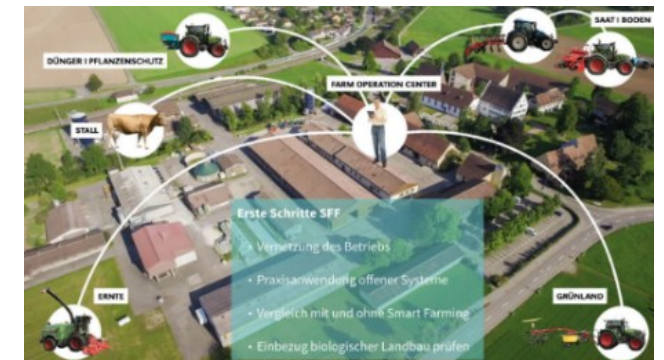 SAAT I BODEN
DÜNGER I PFLANZENSCHUTZ
FARM OPERATION CENTER
STALL
Erste Schritte SFF
• Vernetzung des Betriebs
• Praxisanwendung offener Systeme
• Vergleich mit und ohne Smart Farming
• Einbezug biologischer Landbau prüfen
ERNTE
GRÜNLAND